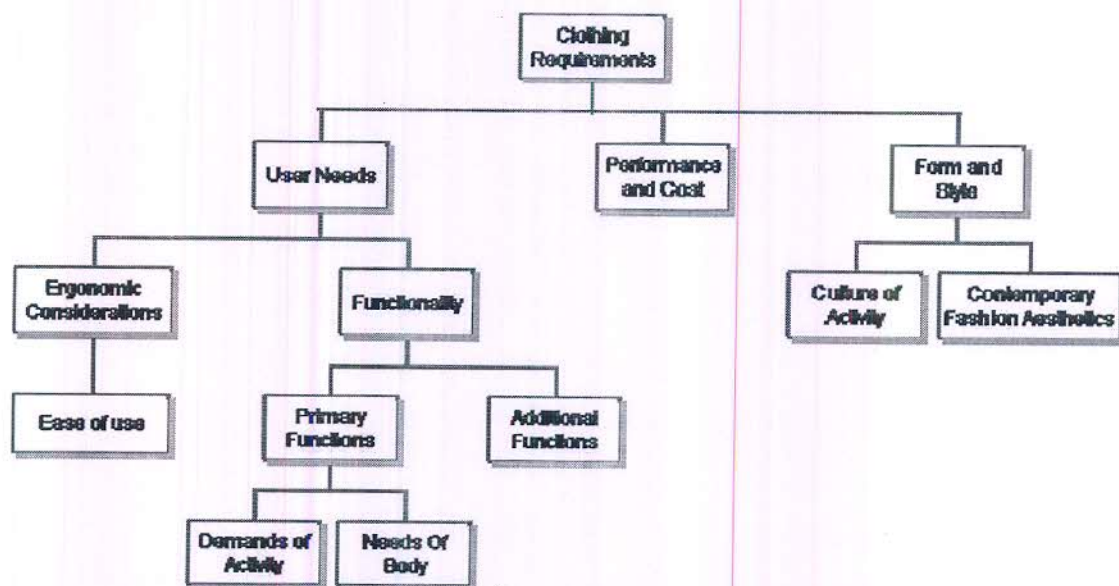 Clothing
Requirements
User Needs
Performance
and Cost
Form and
Style
Ergonomic
Considerations
Functionality
Culture of
Activity
Contemporary
Fashion Aesthetics
Ease of use
Primary
Functions
Additional
Functions
Demands of
Activity
Needs Of
Body